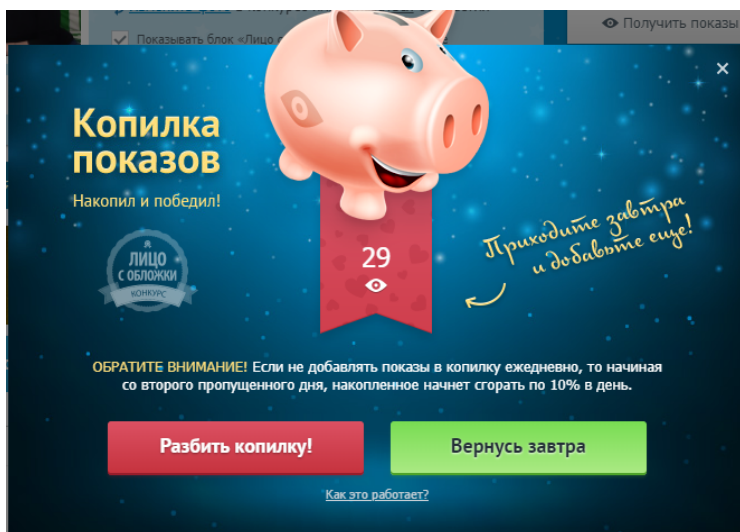 Показывать блок «Лицо с
Получить показы
Копилка
показов
Накопил и победил!
ЛИЦО
С ОБЛОЖКИ
КОНКУРС
29
Приходите завтра
и добавьте еще!
ОБРАТИТЕ ВНИМАНИЕ! Если не добавлять показы в копилку ежедневно, то начиная
со второго пропущенного дня, накопленное начнет сгорать по 10% в день.
Разбить копилку!
Вернусь завтра
Как это работает?